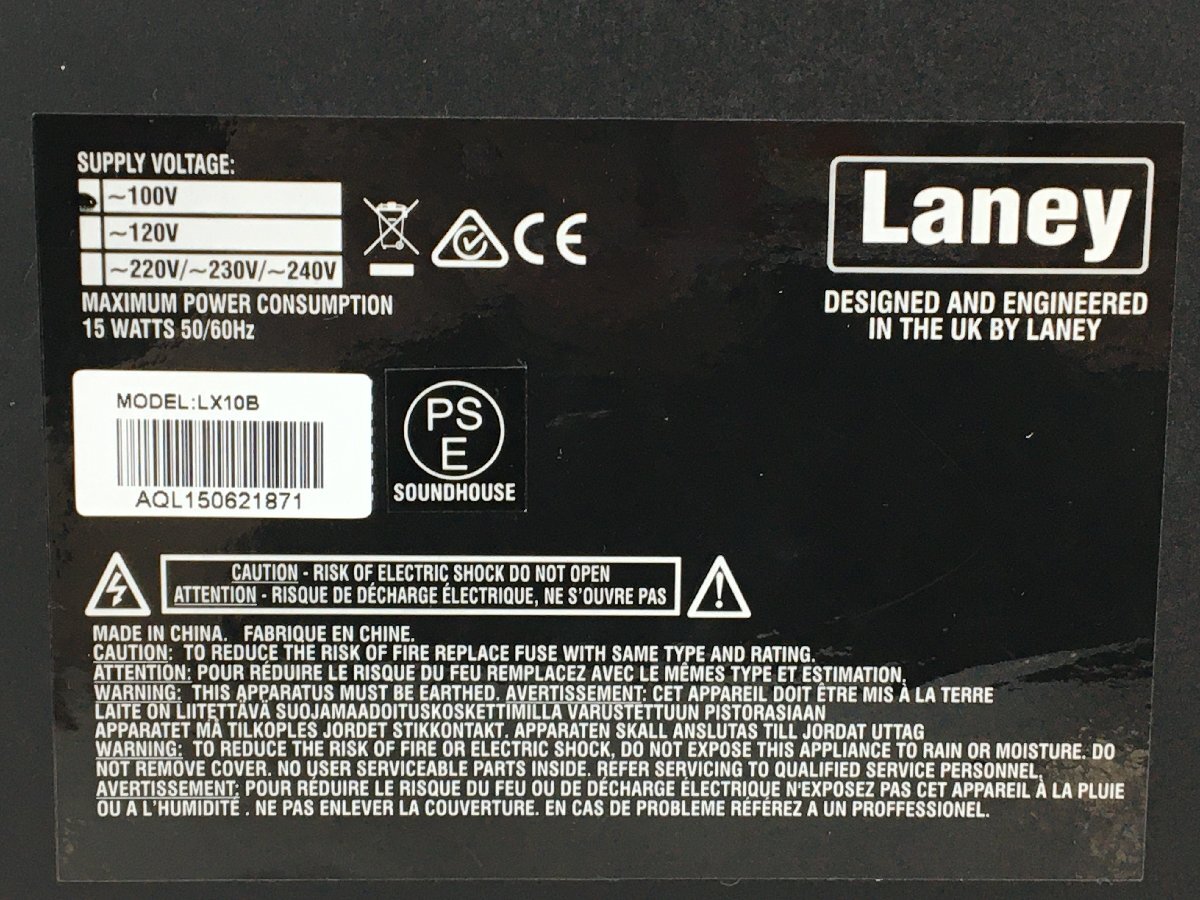 SUPPLY VOLTAGE:
~100V
~120V
~220V/~230V/~240V
MAXIMUM POWER CONSUMPTION
15 WATTS 50/60Hz
CE
Laney
DESIGNED AND ENGINEERED
IN THE UK BY LANEY
MODEL:LX10B
AQL150621871
PS
E
SOUNDHOUSE
CAUTION - RISK OF ELECTRIC SHOCK DO NOT OPEN
ATTENTION - RISQUE DE DÉCHARGE ÉLECTRIQUE, NE S'OUVRE PAS
MADE IN CHINA. FABRIQUE EN CHINE.
CAUTION: TO REDUCE THE RISK OF FIRE REPLACE FUSE WITH SAME TYPE AND RATING.
ATTENTION: POUR RÉDUIRE LE RISQUE DU FEU REMPLACEZ AVEC LE MÊMES TYPE ET ESTIMATION.
WARNING: THIS APPARATUS MUST BE EARTHED. AVERTISSEMENT: CET APPAREIL DOIT ÊTRE MIS À LA TERRE
LAITE ON LIITETTÄVÄ SUOJAMAADOITUSKOSKETTIMILLA VARUSTETTUUN PISTORASIAAN
APPARATET MÅ TILKOPLES JORDET STIKKONTAKT. APPARATEN SKALL ANSLUTAS TILL JORDAT UTTAG
WARNING: TO REDUCE THE RISK OF FIRE OR ELECTRIC SHOCK, DO NOT EXPOSE THIS APPLIANCE TO RAIN OR MOISTURE. DO
NOT REMOVE COVER. NO USER SERVICEABLE PARTS INSIDE. REFER SERVICING TO QUALIFIED SERVICE PERSONNEL.
AVERTISSEMENT: POUR RÉDUIRE LE RISQUE DU FEU OU DE DÉCHARGE ÉLECTRIQUE N'EXPOSEZ PAS CET APPAREIL À LA PLUIE
OU A L'HUMIDITÉ . NE PAS ENLEVER LA COUVERTURE. EN CAS DE PROBLEME RÉFÉREZ A UN PROFFESSIONEL.